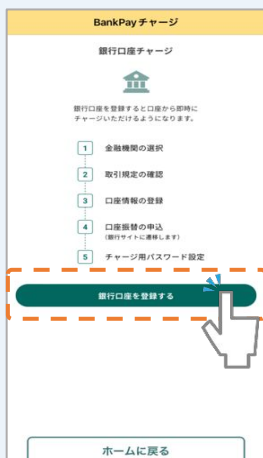 BankPayチャージ
銀行口座チャージ
銀行口座を登録すると口座から即時に
チャージいただけるようになります。
1 金融機関の選択
2 取引規定の確認
3 口座情報の登録
4 口座振替の申込
(銀行サイトに遷移します)
5 チャージ用パスワード設定
銀行口座を登録する
ホームに戻る